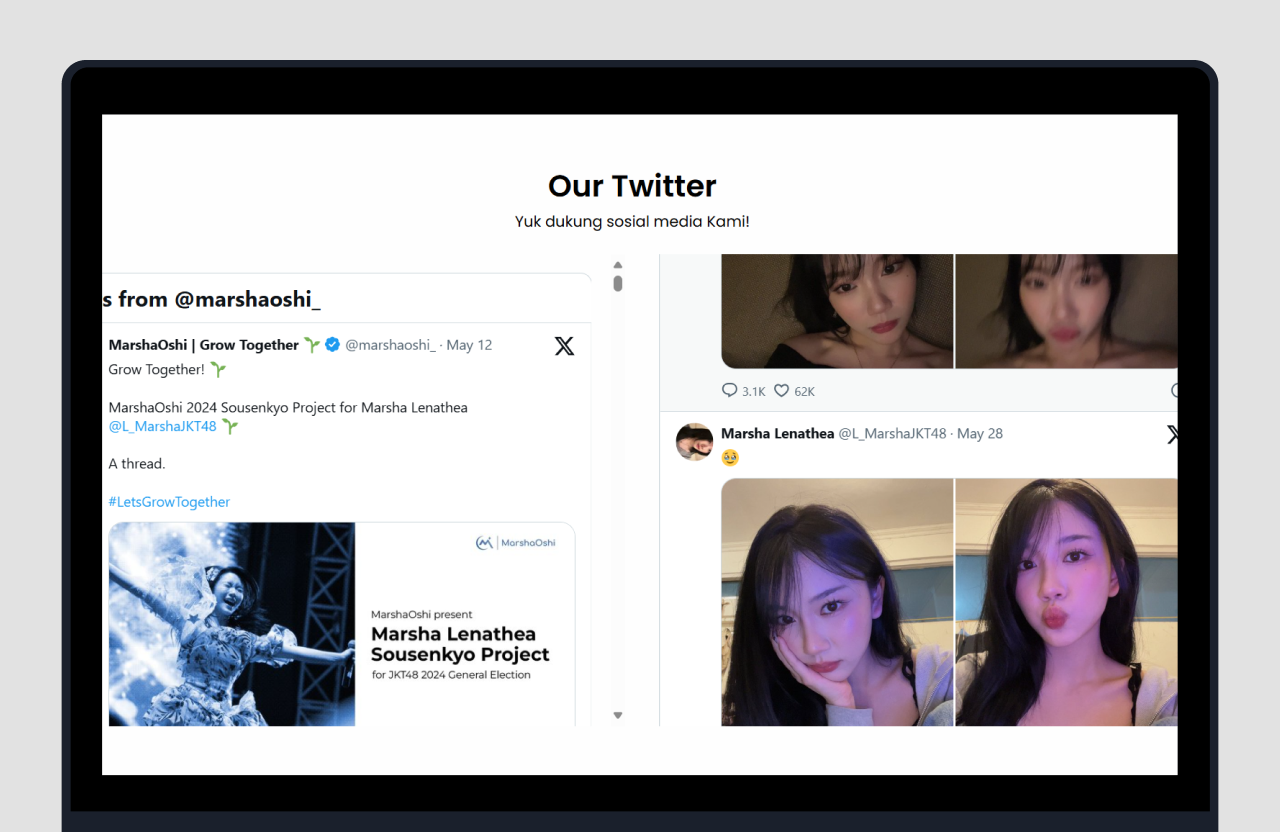 Our Twitter
Yuk dukung sosial media Kami!
s from @marshaoshi_
MarshaOshi | Grow Together 🌱 @marshaoshi_ · May 12
Grow Together! 🌱
MarshaOshi 2024 Sousenkyo Project for Marsha Lenathea
@L_MarshaJKT48 🌱
A thread.
#LetsGrowTogether
MarshaOshi
MarshaOshi present
Marsha Lenathea
Sousenkyo Project
for JKT48 2024 General Election
3.1K 62K
Marsha Lenathea @L_MarshaJKT48 · May 28
🥹